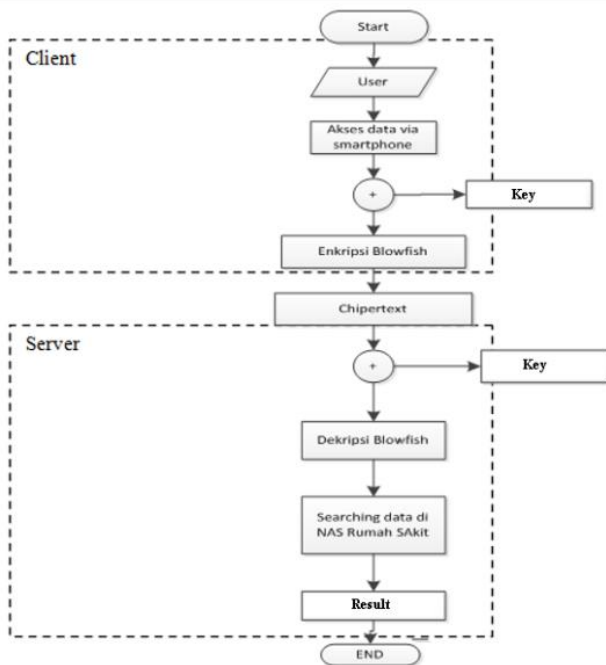 Start
Client
User
Akses data via
smartphone
+
Key
Enkripsi Blowfish
Chipertext
Server
+
Key
Dekripsi Blowfish
Searching data di
NAS Rumah SAkit
Result
END